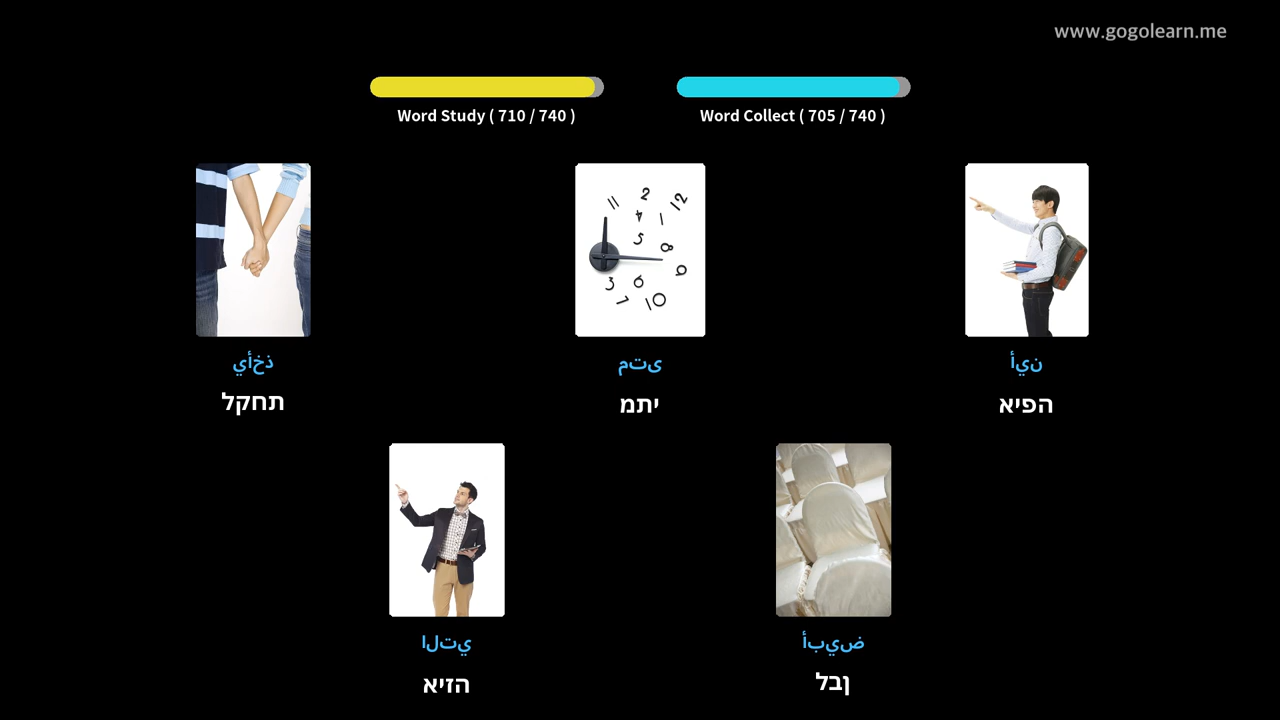 www.gogolearn.me
Word Study ( 710 / 740 )
Word Collect ( 705 / 740 )
ذخأي
תחקל
ىتم
יתמ
نيأ
הפיא
يتلا
הזיא
ضيبأ
ןבל